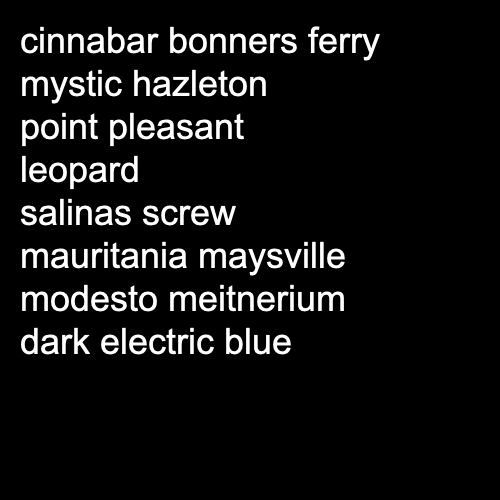 cinnabar bonners ferry
mystic hazleton
point pleasant
leopard
salinas screw
mauritania maysville
modesto meitnerium
dark electric blue